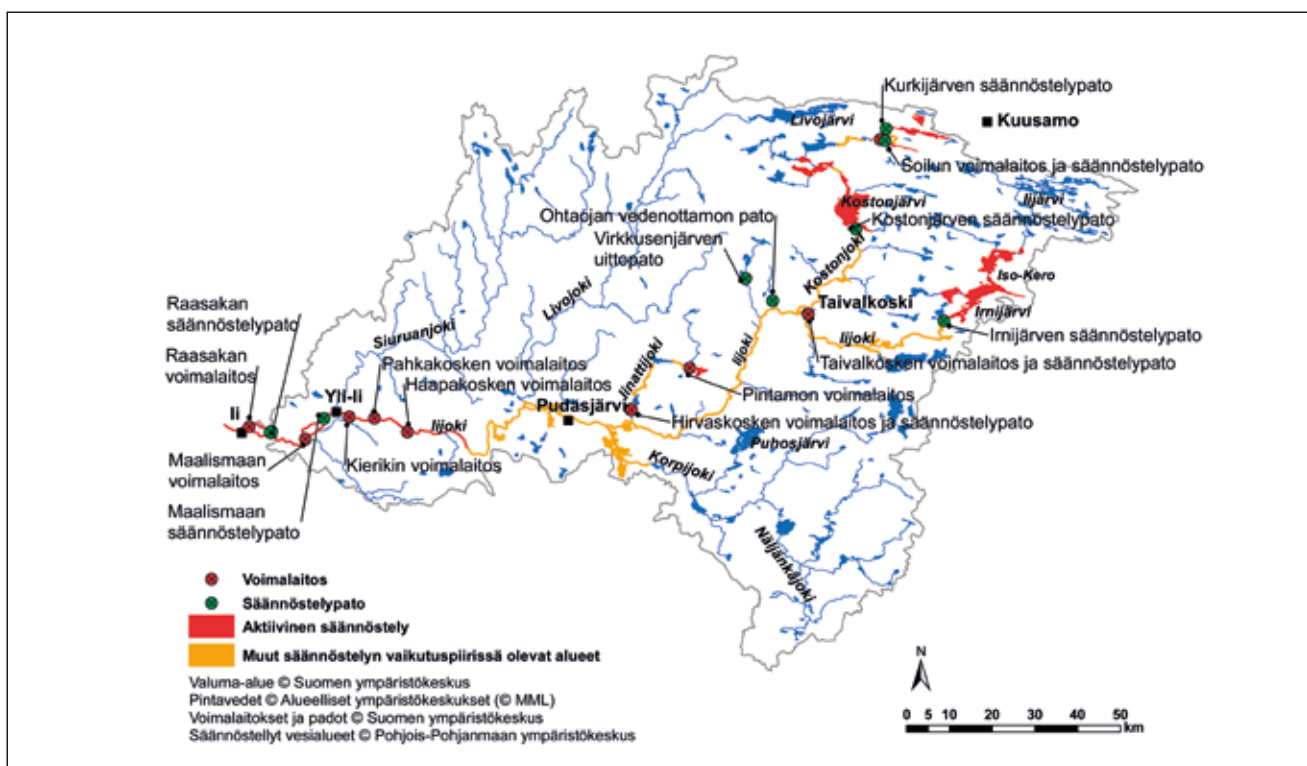 Kurkijärven säännöstelypato
Livojärvi
Kuusamo
Soilun voimalaitos ja säännöstelypato
Iijärvi
Kostonjärvi
Ohtaojan vedenottamon pato
Kostonjärven säännöstelypato
Virkkusenjärven
uittopato
Kostonjoki
Iso-Kero
Raasakan
säännöstelypato
Livojoki
Taivalkoski
Irnijärvi
Siuruanjoki
Irnijärven säännöstelypato
Raasakan
voimalaitos
Pahkakosken voimalaitos
Iinattijoki
Iijoki
Iijoki
Taivalkosken voimalaitos ja säännöstelypato
Haapakosken voimalaitos
Yli-Ii
Pintamon voimalaitos
Ii
Pudasjärvi
Iijoki
Hirvaskosken voimalaitos ja säännöstelypato
Maalismaan
voimalaitos
Kierikin voimalaitos
Korpijoki
Puhosjärvi
Maalismaan
säännöstelypato
Näljänkäjoki
Voimalaitos
Säännöstelypato
Aktiivinen säännöstely
Muut säännöstelyn vaikutuspiirissä olevat alueet
Valuma-alue © Suomen ympäristökeskus
Pintavedet © Alueelliset ympäristökeskukset (© MML)
Voimalaitokset ja padot © Suomen ympäristökeskus
Säännöstellyt vesialueet © Pohjois-Pohjanmaan ympäristökeskus
N
0 5 10 20 30 40 50
km